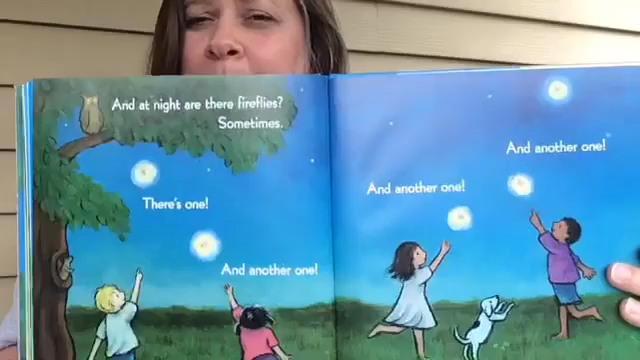 And at night are there fireflies?
Sometimes.
There's one!
And another one!
And another one!
And another one!